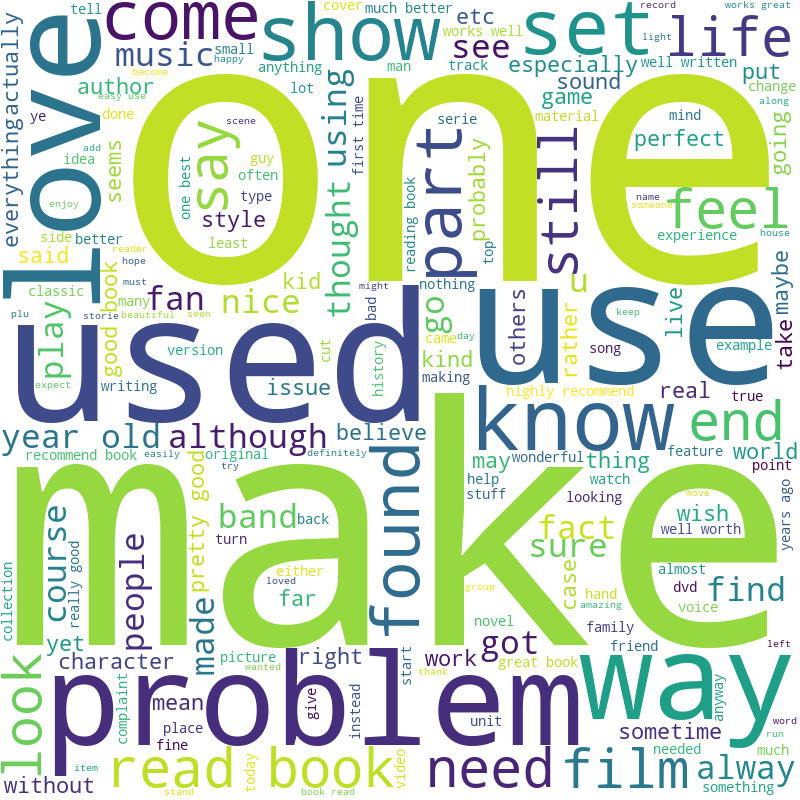 tell
come
show
much better
cover
etc
works well
set
record
works great
light
life
everything
actually
love
small
happy
music
become
author
easy use
anything
lot
man
track
see
especially
well written
put
sound
one
ye
done
idea
add
seems
enjoy
say
scene
guy
often
type
one best
style
least
using
thought
first time
part
serie
game
material
mind
change
along
perfect
going
probably
still
feel
name
someone
house
experience
said
side
better
reader
hope
must
kid
reading book
top
nothing
classic
many
plu
storie
beautiful
seen
good book
fan
nice
might
bad
came
day
go
u
keep
live
maybe
take
play
version
used
cut
kind
others
rather
use
song
example
expect
writing
issue
history
making
highly recommend
real
true
year old
although
believe
know
end
recommend book
easily
original
definitely
try
may
wonderful
thing
feature
world
point
help
stuff
looking
watch
move
years ago
course
people
pretty good
band
back
turn
found
make
fact
sure
wish
well worth
collection
really good
yet
made
either
loved
far
case
hand
amazing
group
almost
dvd
voice
find
novel
family
friend
left
look
character
picture
wanted
right
start
work
got
great book
thank
way
anyway
complaint
mean
place
fine
problem
give
instead
unit
sometime
word
run
needed
much
without
item
stand
read book
today
book read
video
need
film
alway
something